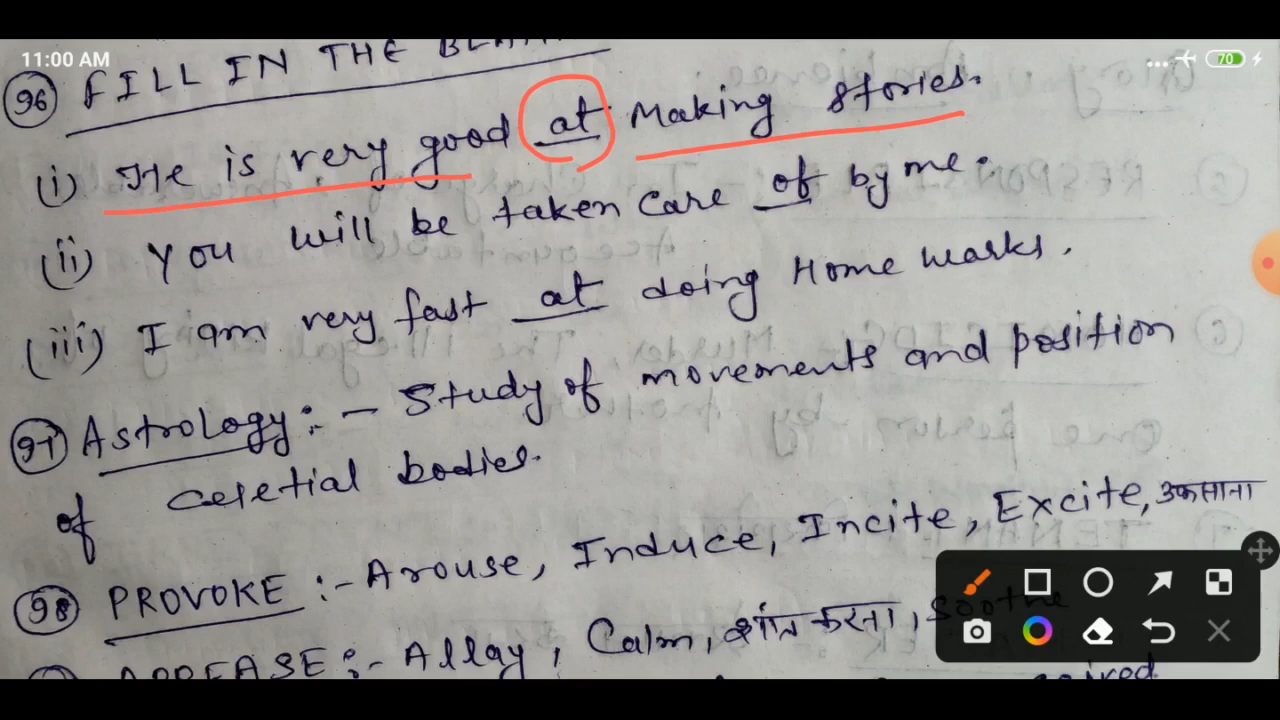 11:00 AM
70
(96) FILL IN THE
(i) He is very good at Making stories.
(ii) You will be taken care of by me.
(iii) I am very fast at doing Home works.
(97) Astrology:- Study of movements and position
of celetial bodies.
(98) PROVOKE :- Arouse, Induce, Incite, Excite, उकसाना
APPEASE :- Allay, Calm, शांत करना, Soothe